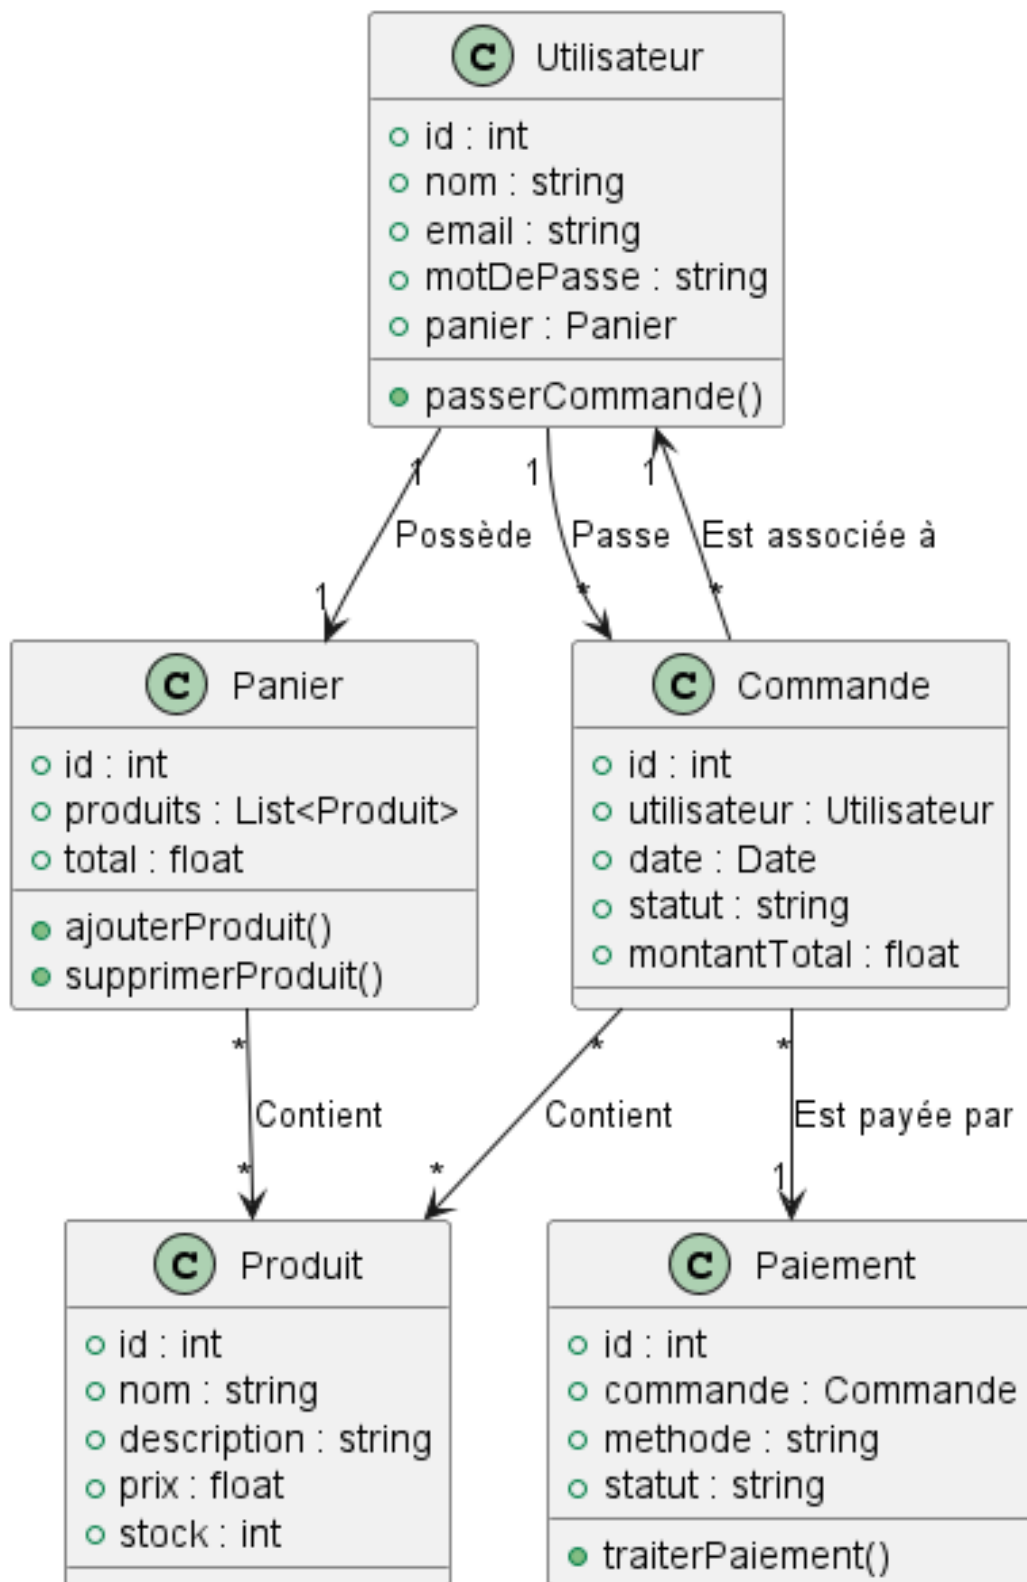 C Utilisateur
id : int
nom : string
email : string
motDePasse : string
panier : Panier
passerCommande()
1 1 1
Possède Passe Est associée à
1 * *
C Panier
id : int
produits : List<Produit>
total : float
ajouterProduit()
supprimerProduit()
C Commande
id : int
utilisateur : Utilisateur
date : Date
statut : string
montantTotal : float
* * *
Contient Contient Est payée par
* * 1
C Produit
id : int
nom : string
description : string
prix : float
stock : int
C Paiement
id : int
commande : Commande
methode : string
statut : string
traiterPaiement()